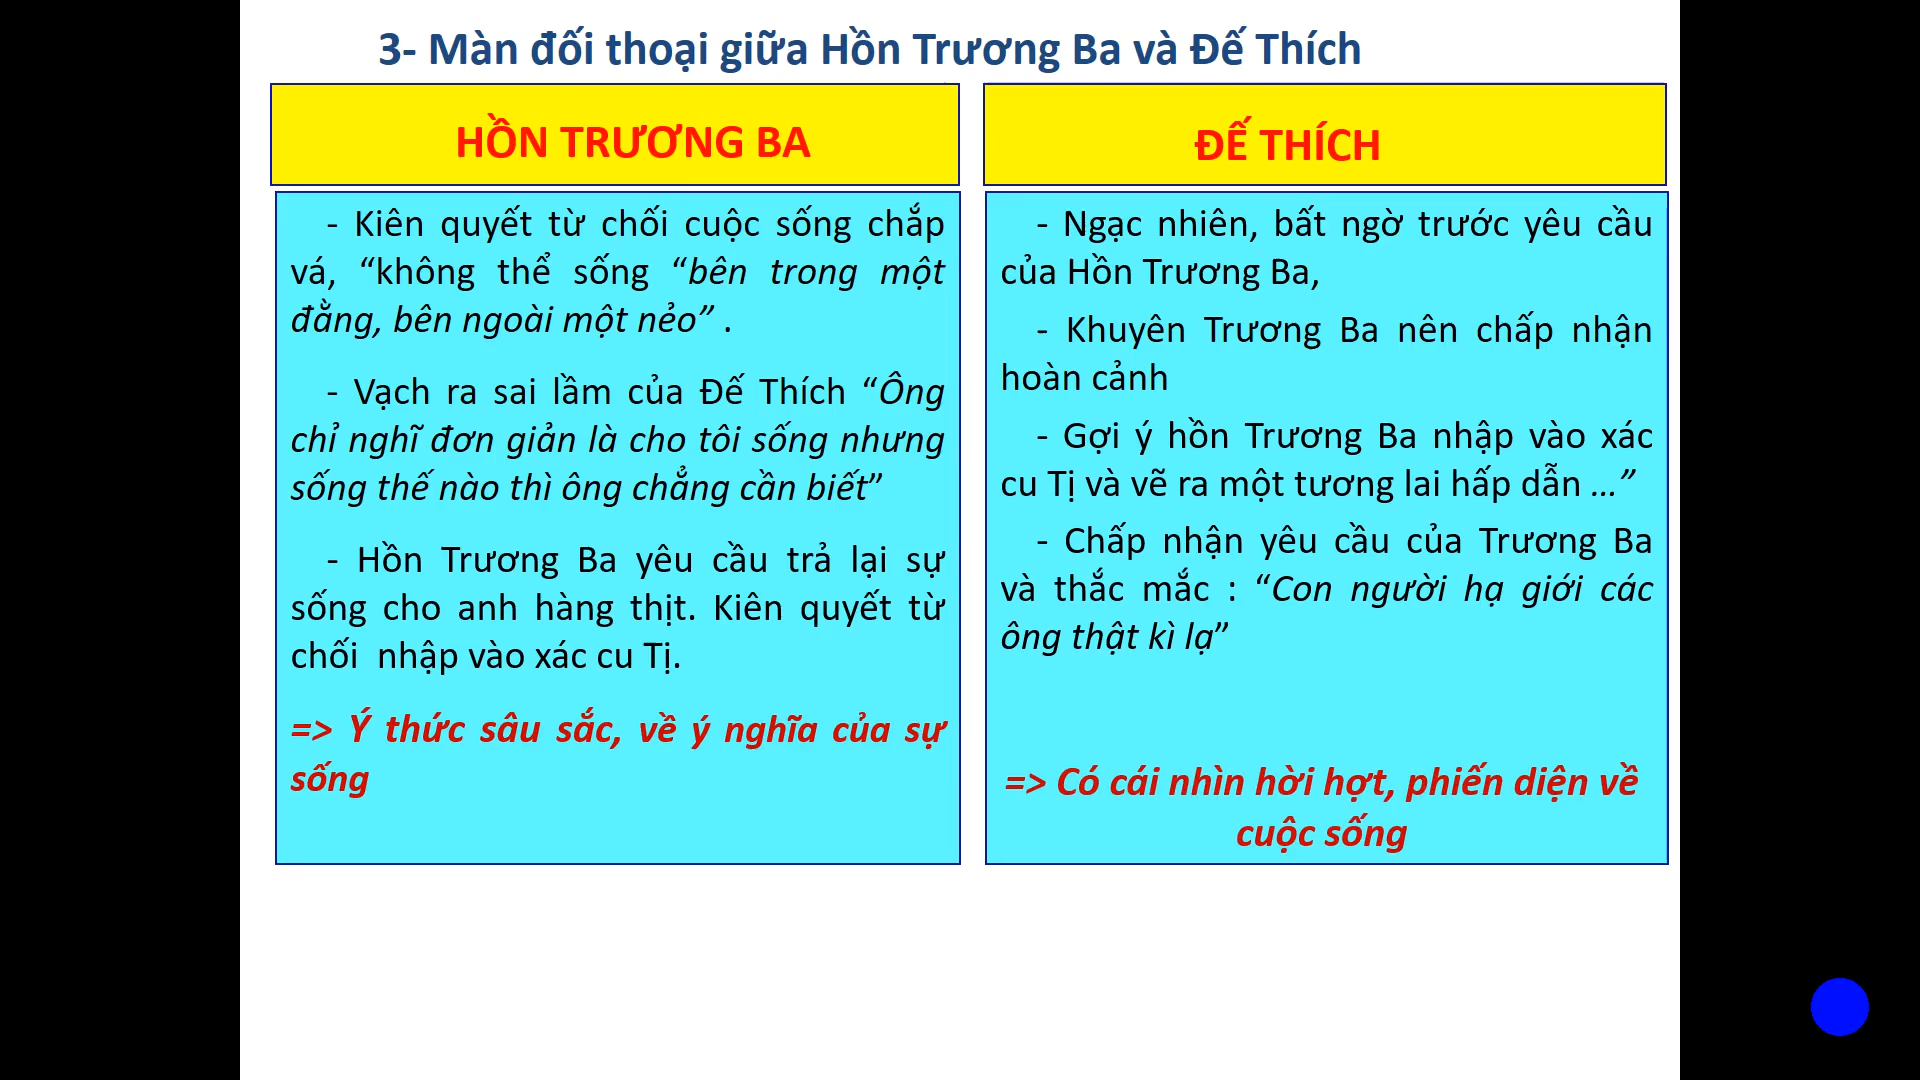 3- Màn đối thoại giữa Hồn Trương Ba và Đế Thích
HỒN TRƯƠNG BA
- Kiên quyết từ chối cuộc sống chắp
vá, “không thể sống “bên trong một
đằng, bên ngoài một nẻo” .
- Vạch ra sai lầm của Đế Thích “Ông
chỉ nghĩ đơn giản là cho tôi sống nhưng
sống thế nào thì ông chẳng cần biết”
- Hồn Trương Ba yêu cầu trả lại sự
sống cho anh hàng thịt. Kiên quyết từ
chối  nhập vào xác cu Tị.
=> Ý thức sâu sắc, về ý nghĩa của sự
sống
ĐẾ THÍCH
- Ngạc nhiên, bất ngờ trước yêu cầu
của Hồn Trương Ba,
- Khuyên Trương Ba nên chấp nhận
hoàn cảnh
- Gợi ý hồn Trương Ba nhập vào xác
cu Tị và vẽ ra một tương lai hấp dẫn ...”
- Chấp nhận yêu cầu của Trương Ba
và thắc mắc : “Con người hạ giới các
ông thật kì lạ”
=> Có cái nhìn hời hợt, phiến diện về
cuộc sống